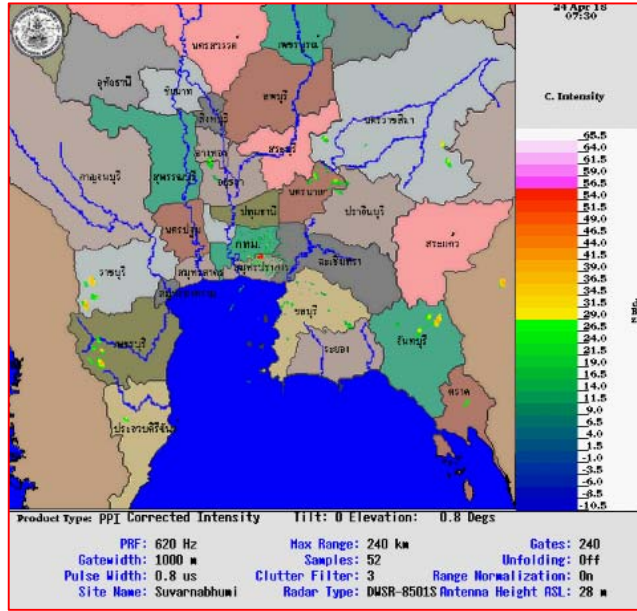 24 Apr 18
07:30
C. Intensity
นครสวรรค์
เพชรบูรณ์
อุทัยธานี
ชัยนาท
ลพบุรี
สิงหบุรี
นครราชสีมา
อ่างทอง
สระบุรี
กาญจนบุรี
สุพรรณบุรี
อยุธยา
นครนายก
ปราจีนบุรี
ปทุมธานี
นครปฐม
กทม.
สระแก้ว
ฉะเชิงเทรา
สมุทรปราการ
สมุทรสาคร
ราชบุรี
สมุทรสงคราม
ชลบุรี
เพชรบุรี
ระยอง
จันทบุรี
ตราด
ประจวบคีรีขันธ์
65.5
64.0
61.5
59.0
56.5
54.0
51.5
49.0
46.5
44.0
41.5
39.0
36.5
34.0
31.5
29.0
26.5
24.0
21.5
19.0
16.5
14.0
11.5
9.0
6.5
4.0
1.5
-1.0
-3.5
-6.0
-8.5
-10.5
Product Type: PPI Corrected Intensity Tilt: 0 Elevation: 0.8 Degs
PRF: 620 Hz Max Range: 240 km Gates: 240
Gatewidth: 1000 m Samples: 52 Unfolding: Off
Pulse Width: 0.8 us Clutter Filter: 3 Range Normalization: On
Site Name: Suvarnabhumi Radar Type: DWSR-8501S Antenna Height ASL: 28 m